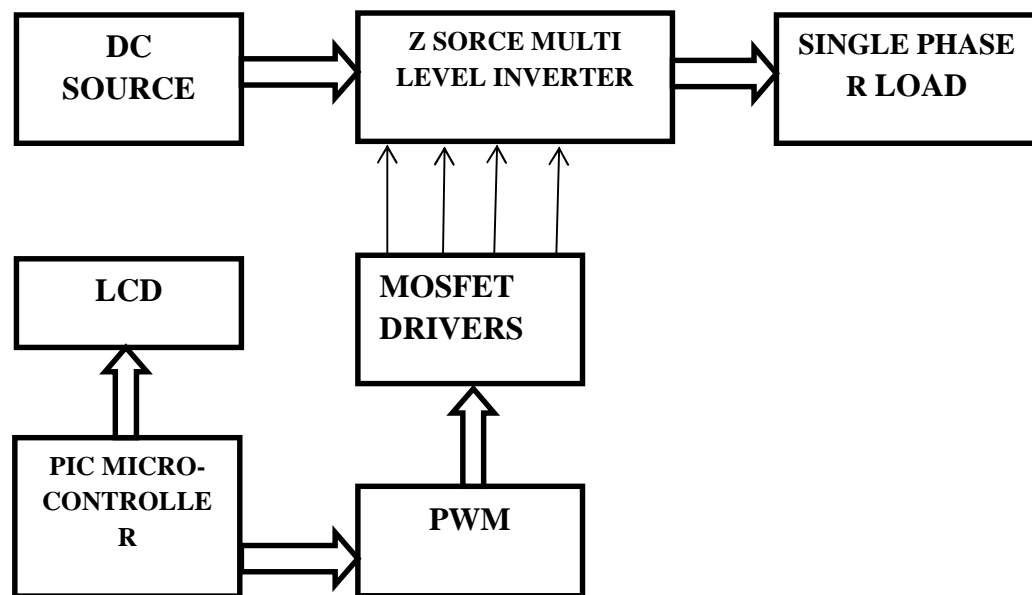 DC
SOURCE
Z SORCE MULTI
LEVEL INVERTER
SINGLE PHASE
R LOAD
LCD
MOSFET
DRIVERS
PIC MICRO-
CONTROLLE
R
PWM